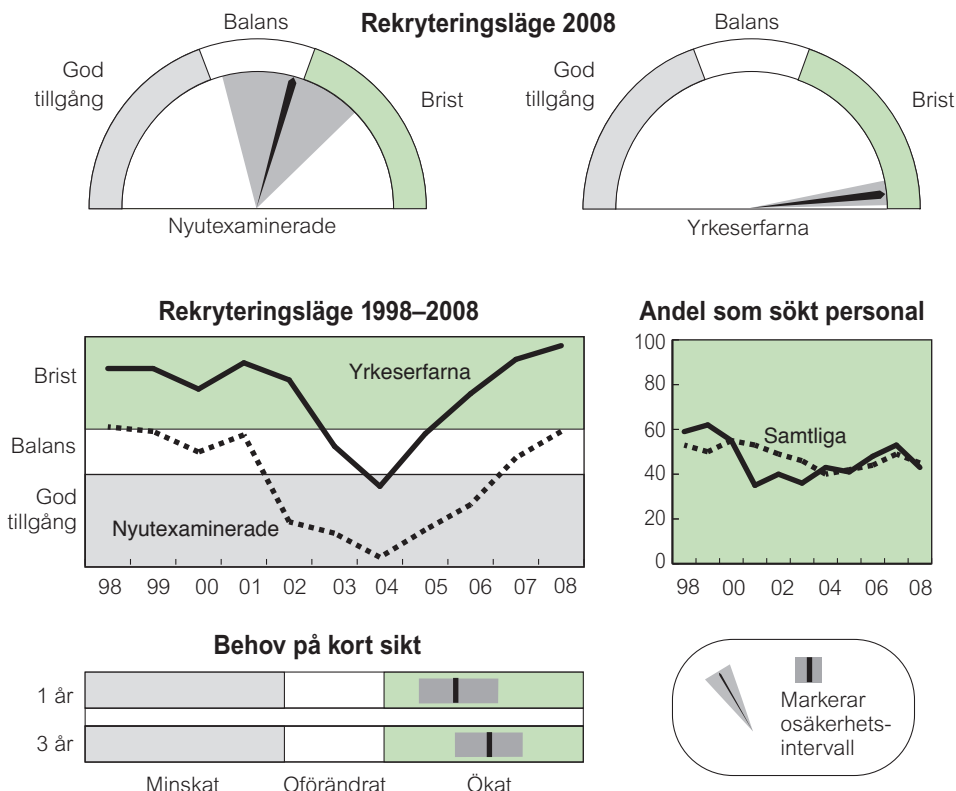 Rekryteringsläge 2008
Balans
God
tillgång
Brist
Nyutexaminerade
Balans
God
tillgång
Brist
Yrkeserfarna
Rekryteringsläge 1998–2008
Brist
Balans
God
tillgång
Yrkeserfarna
Nyutexaminerade
98 99 00 01 02 03 04 05 06 07 08
Andel som sökt personal
100
80
60
40
20
0
Samtliga
98 00 02 04 06 08
Behov på kort sikt
1 år
3 år
Minskat Oförändrat Ökat
Markerar
osäkerhets-
intervall